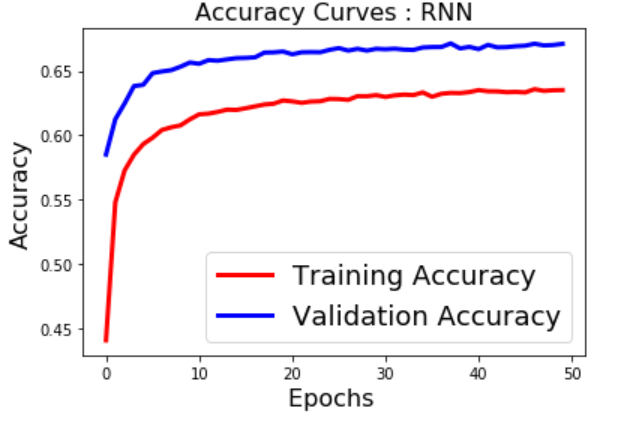 Accuracy Curves : RNN
0.65
0.60
0.55
0.50
0.45
Accuracy
Training Accuracy
Validation Accuracy
0 10 20 30 40 50
Epochs